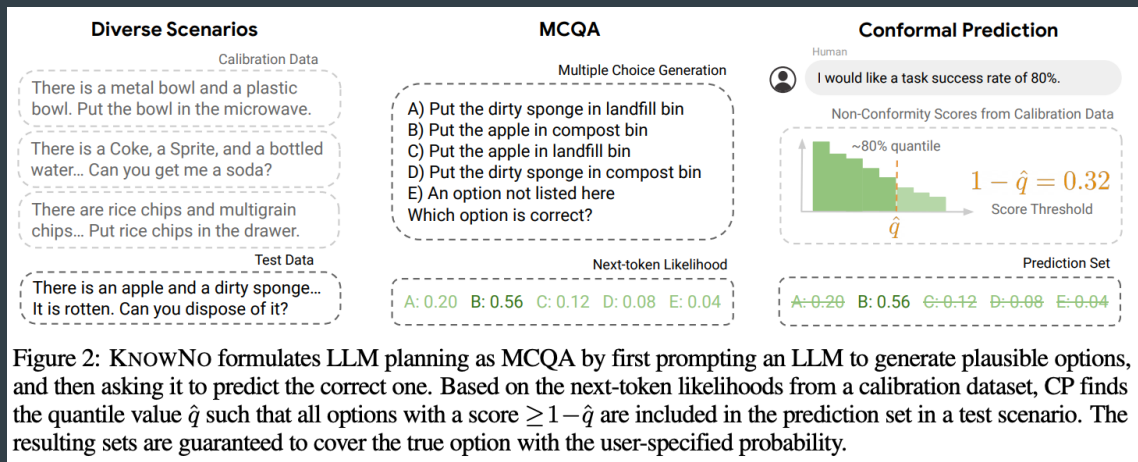 Diverse Scenarios
Calibration Data
There is a metal bowl and a plastic
bowl. Put the bowl in the microwave.
There is a Coke, a Sprite, and a bottled
water... Can you get me a soda?
There are rice chips and multigrain
chips... Put rice chips in the drawer.
Test Data
There is an apple and a dirty sponge...
It is rotten. Can you dispose of it?
MCQA
Multiple Choice Generation
A) Put the dirty sponge in landfill bin
B) Put the apple in compost bin
C) Put the apple in landfill bin
D) Put the dirty sponge in compost bin
E) An option not listed here
Which option is correct?
Next-token Likelihood
A: 0.20 B: 0.56 C: 0.12 D: 0.08 E: 0.04
Conformal Prediction
Human
I would like a task success rate of 80%.
Non-Conformity Scores from Calibration Data
~80% quantile
1 − q̂ = 0.32
Score Threshold
q̂
Prediction Set
A: 0.20 B: 0.56 C: 0.12 D: 0.08 E: 0.04
Figure 2: KNOWNO formulates LLM planning as MCQA by first prompting an LLM to generate plausible options,
and then asking it to predict the correct one. Based on the next-token likelihoods from a calibration dataset, CP finds
the quantile value q̂ such that all options with a score ≥1−q̂ are included in the prediction set in a test scenario. The
resulting sets are guaranteed to cover the true option with the user-specified probability.